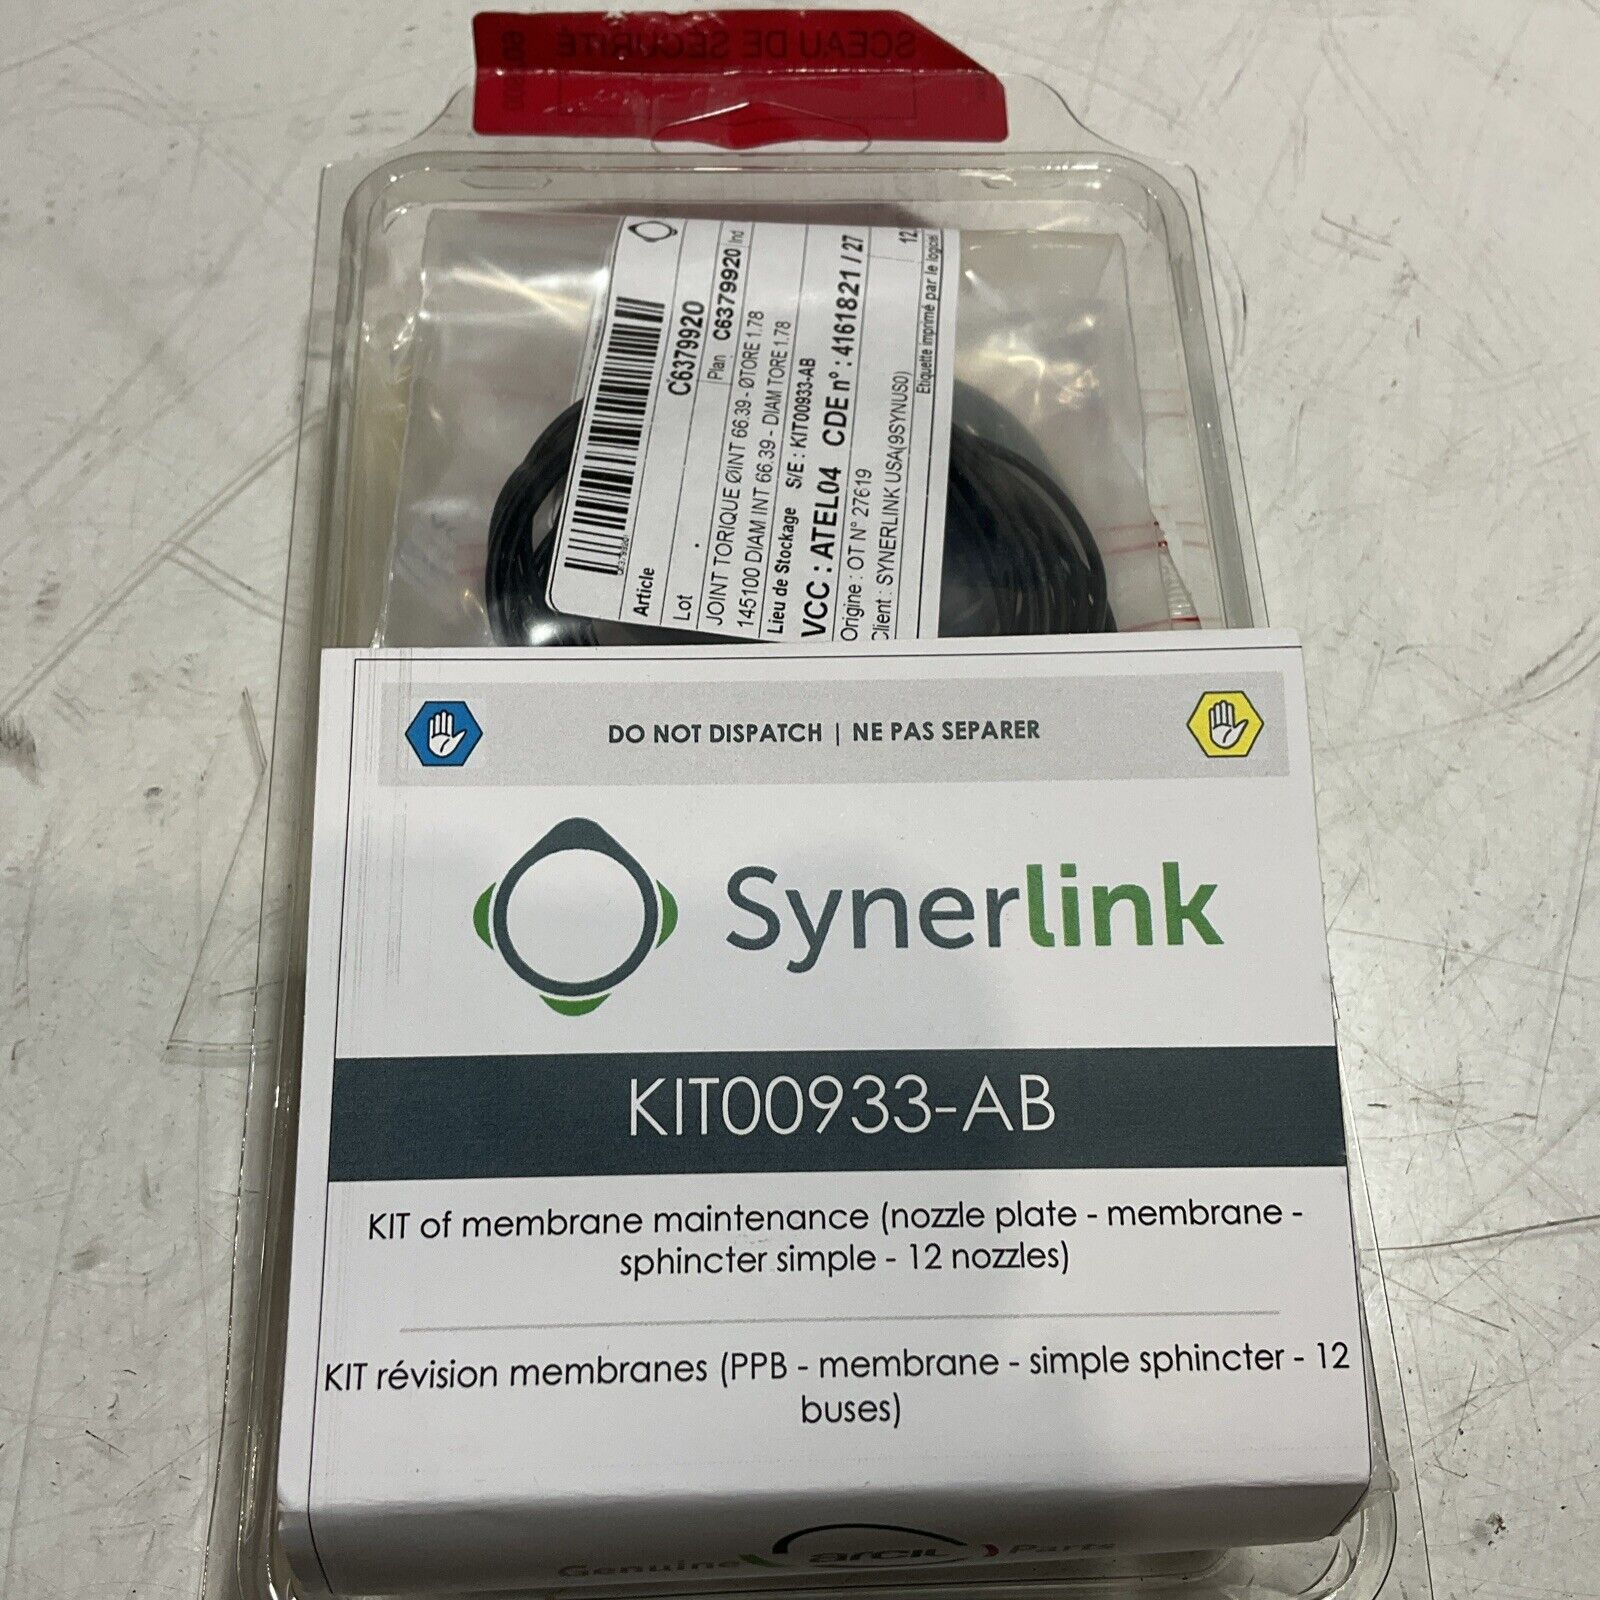 SCEAU DE SÉCURITÉ
Article
C6379920
Lot
Plan C6379920 Ind
JOINT TORIQUE ØINT 66.39 - ØTORE 1.78
145100 DIAM INT 66.39 - DIAM TORE 1.78
Lieu de Stockage S/E : KIT00933-AB
VCC : ATEL04 CDE n° : 4161821 / 27
Origine : OT N° 27619
Client : SYNERLINK USA(9SYNUS0)
12
Etiquette imprimé par le logiciel
DO NOT DISPATCH | NE PAS SEPARER
Synerlink
KIT00933-AB
KIT of membrane maintenance (nozzle plate - membrane -
sphincter simple - 12 nozzles)
KIT révision membranes (PPB - membrane - simple sphincter - 12
buses)
Genuine arcil Parts